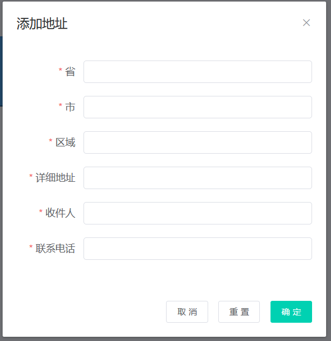 添加地址
* 省
* 市
* 区域
* 详细地址
* 收件人
* 联系电话
取 消 重 置 确 定